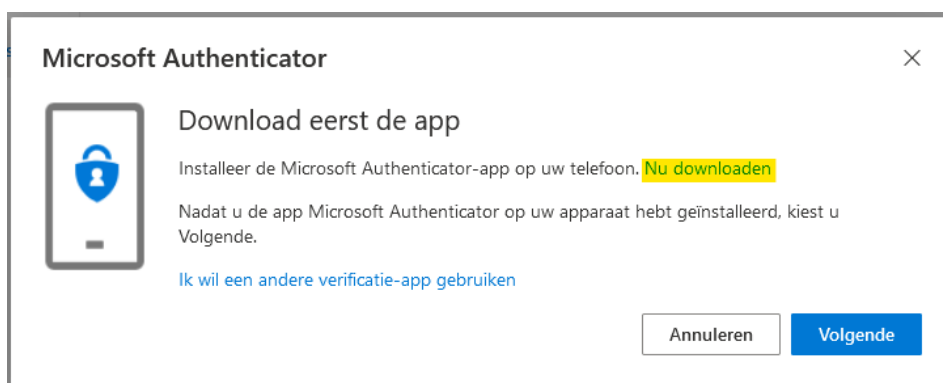 Microsoft Authenticator
Download eerst de app
Installeer de Microsoft Authenticator-app op uw telefoon. Nu downloaden
Nadat u de app Microsoft Authenticator op uw apparaat hebt geïnstalleerd, kiest u
Volgende.
Ik wil een andere verificatie-app gebruiken
Annuleren Volgende